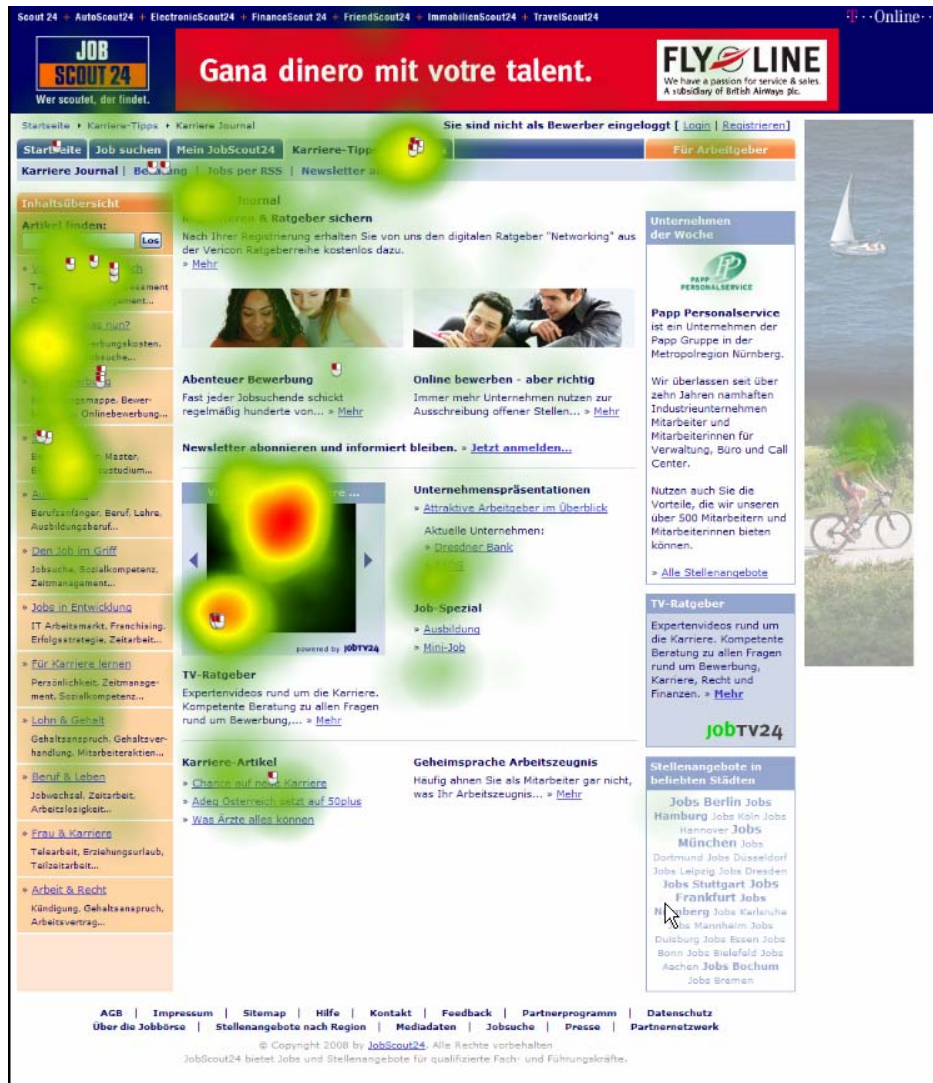 Scout 24 + AutoScout24 + ElectronicScout24 + FinanceScout 24 + FriendScout24 + ImmobilienScout24 + TravelScout24
·T··Online··
JOB
SCOUT 24
Wer scoutet, der findet.
Gana dinero mit votre talent.
FLY LINE
We have a passion for service & sales.
A subsidiary of British Airways plc.
Startseite Karriere-Tipps Karriere Journal
Sie sind nicht als Bewerber eingeloggt [ Login | Registrieren]
Startseite Job suchen Mein JobScout24
Für Arbeitgeber
Karriere Journal | | Jobs per RSS | Newsletter
Inhaltsübersicht
Artikel finden:
Los
Journal
& Ratgeber sichern
Nach Ihrer Registrierung erhalten Sie von uns den digitalen Ratgeber "Networking" aus
der Vericon Ratgeberreihe kostenlos dazu.
» Mehr
nun?
Master,
Berufsanfänger, Beruf, Lehre,
Ausbildungsberuf...
» Den Job im Griff
Jobsuche, Sozialkompetenz,
Zeitmanagement...
» Jobs in Entwicklung
IT Arbeitsmarkt, Franchising,
Erfolgsstrategie, Zeitarbeit...
» Für Karriere lernen
Persönlichkeit, Zeitmanage-
ment, Sozialkompetenz...
» Lohn & Gehalt
Gehaltsanspruch, Gehaltsver-
handlung, Mitarbeiteraktien...
» Beruf & Leben
Jobwechsel, Zeitarbeit,
Arbeitslosigkeit...
» Frau & Karriere
Telearbeit, Erziehungsurlaub,
Teilzeitarbeit...
» Arbeit & Recht
Kündigung, Gehaltsanspruch,
Arbeitsvertrag...
Abenteuer Bewerbung
Fast jeder Jobsuchende schickt
regelmäßig hunderte von... » Mehr
Online bewerben - aber richtig
Immer mehr Unternehmen nutzen zur
Ausschreibung offener Stellen... » Mehr
Newsletter abonnieren und informiert bleiben. » Jetzt anmelden...
powered by JOBTV24
TV-Ratgeber
Expertenvideos rund um die Karriere.
Kompetente Beratung zu allen Fragen
rund um Bewerbung,... » Mehr
Unternehmenspräsentationen
» Attraktive Arbeitgeber im Überblick
Aktuelle Unternehmen:
» Dresdner Bank
Job-Spezial
» Ausbildung
» Mini-Job
Karriere-Artikel
» Chance auf neue Karriere
» Adeg Österreich setzt auf 50plus
» Was Ärzte alles können
Geheimsprache Arbeitszeugnis
Häufig ahnen Sie als Mitarbeiter gar nicht,
was Ihr Arbeitszeugnis... » Mehr
Unternehmen
der Woche
PAPP
PERSONALSERVICE
Papp Personalservice
ist ein Unternehmen der
Papp Gruppe in der
Metropolregion Nürnberg.
Wir überlassen seit über
zehn Jahren namhaften
Industrieunternehmen
Mitarbeiter und
Mitarbeiterinnen für
Verwaltung, Büro und Call
Center.
Nutzen auch Sie die
Vorteile, die wir unseren
über 500 Mitarbeitern und
Mitarbeiterinnen bieten
können.
» Alle Stellenangebote
TV-Ratgeber
Expertenvideos rund um
die Karriere. Kompetente
Beratung zu allen Fragen
rund um Bewerbung,
Karriere, Recht und
Finanzen. » Mehr
JOBTV24
Stellenangebote in
beliebten Städten
Jobs Berlin Jobs
Hamburg Jobs Köln Jobs
Hannover Jobs
München Jobs
Dortmund Jobs Düsseldorf
Jobs Leipzig Jobs Dresden
Jobs Stuttgart Jobs
Frankfurt Jobs
Nürnberg Jobs Karlsruhe
Jobs Mannheim Jobs
Duisburg Jobs Essen Jobs
Bonn Jobs Bielefeld Jobs
Aachen Jobs Bochum
Jobs Bremen
AGB | Impressum | Sitemap | Hilfe | Kontakt | Feedback | Partnerprogramm | Datenschutz
Über die Jobbörse | Stellenangebote nach Region | Mediadaten | Jobsuche | Presse | Partnernetzwerk
© Copyright 2008 by JobScout24. Alle Rechte vorbehalten
JobScout24 bietet Jobs und Stellenangebote für qualifizierte Fach- und Führungskräfte.